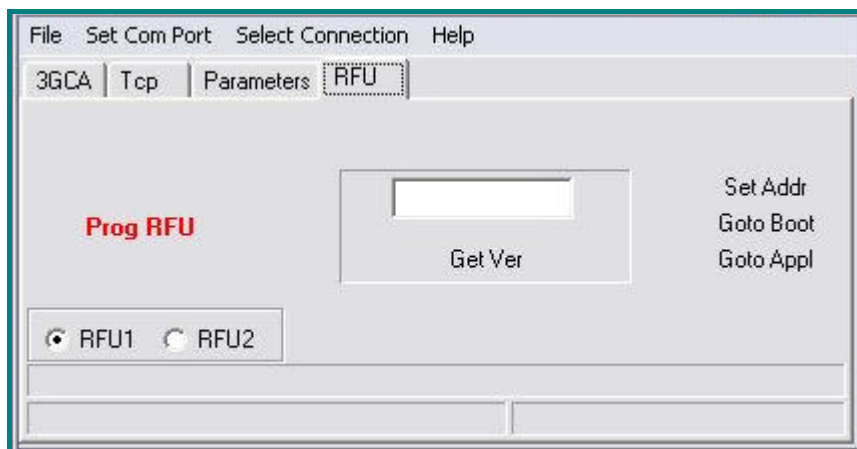 File Set Com Port Select Connection Help
3GCA Tcp Parameters RFU
Set Addr
Prog RFU
Goto Boot
Get Ver
Goto Appl
RFU1 RFU2